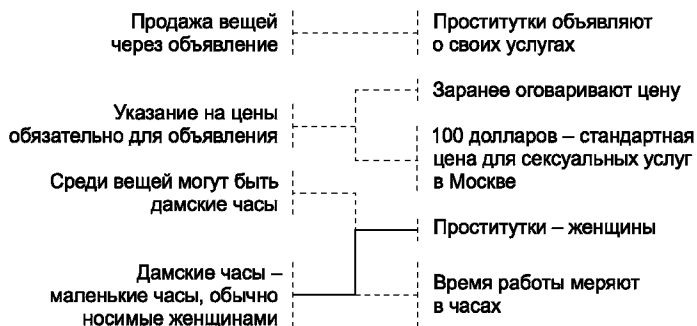 Продажа вещей
через объявление
Проститутки объявляют
о своих услугах
Указание на цены
обязательно для объявления
Заранее оговаривают цену
100 долларов – стандартная
цена для сексуальных услуг
в Москве
Среди вещей могут быть
дамские часы
Проститутки – женщины
Дамские часы –
маленькие часы, обычно
носимые женщинами
Время работы меряют
в часах